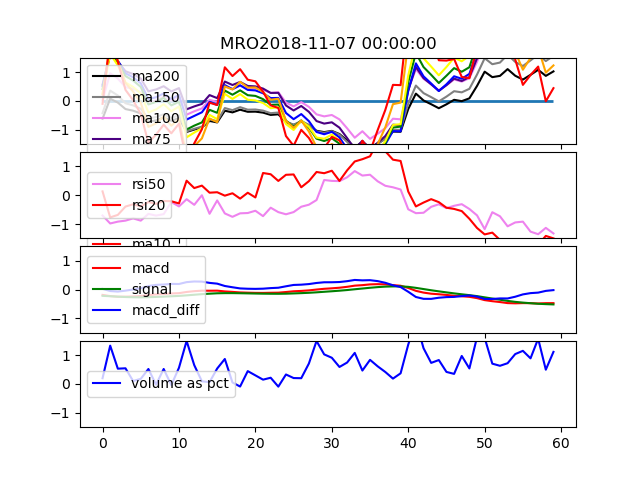 MRO2018-11-07 00:00:00
1
0
−1
ma200
ma150
ma100
ma75
1
0
−1
rsi50
rsi20
ma10
1
0
−1
macd
signal
macd_diff
1
0
−1
volume as pct
0 10 20 30 40 50 60